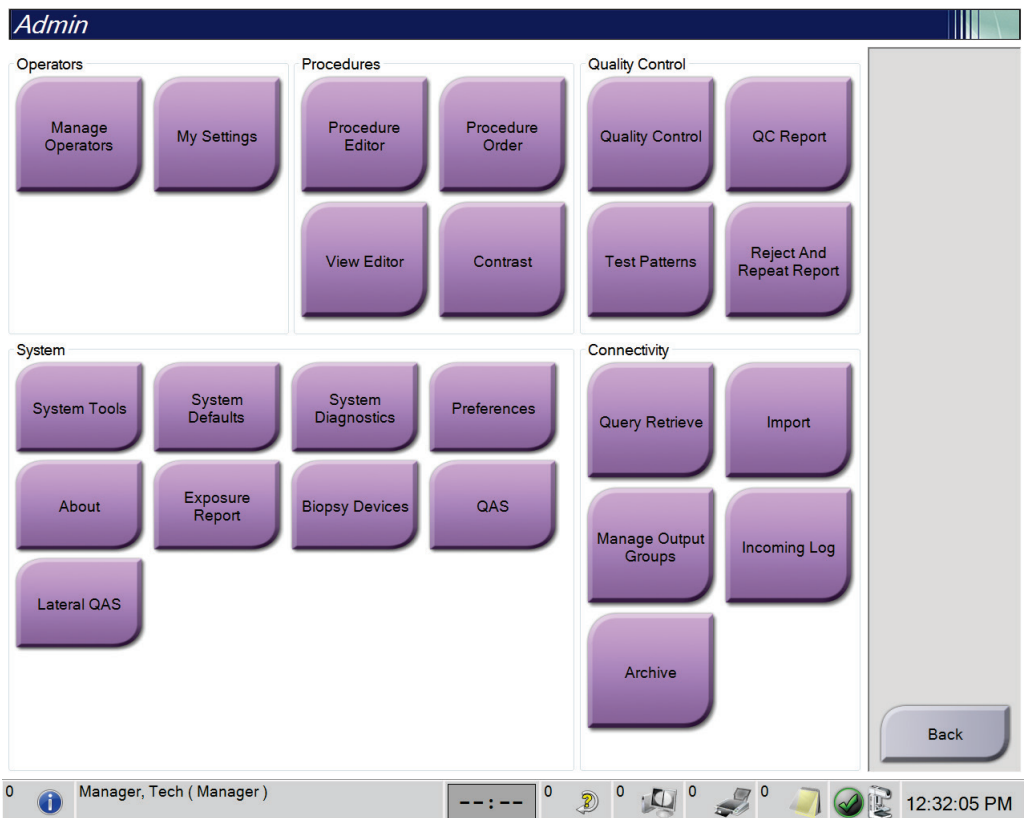 Admin
Operators
Manage
Operators
My Settings
Procedures
Procedure
Editor
Procedure
Order
View Editor
Contrast
Quality Control
Quality Control
QC Report
Test Patterns
Reject And
Repeat Report
System
System Tools
System
Defaults
System
Diagnostics
Preferences
About
Exposure
Report
Biopsy Devices
QAS
Lateral QAS
Connectivity
Query Retrieve
Import
Manage Output
Groups
Incoming Log
Archive
Back
0
Manager, Tech ( Manager )
--:--
0
0
0
0
12:32:05 PM